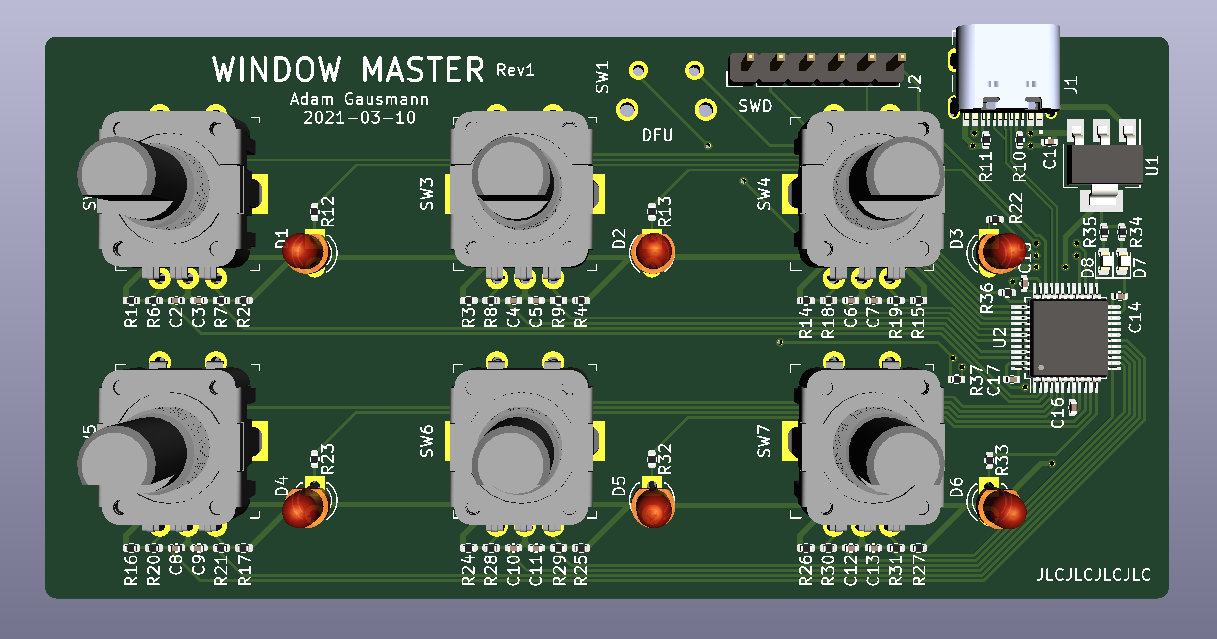 WINDOW MASTER Rev1
Adam Gausmann
2021-03-10
SW1
DFU
SWD
J2
J1
R11
R10
U1
SW3
SW4
R12
D1
R13
D2
R22
D3
R35
R34
D8
D7
R36
C14
U2
R1
R6
C2
C3
R7
R2
R3
R8
C4
C5
R9
R4
R14
R18
C6
C7
R19
R15
R37
C17
C16
SW6
SW7
R23
D4
R32
D5
R33
D6
R16
R20
C8
C9
R21
R17
R24
R28
C10
C11
R29
R25
R26
R30
C12
C13
R31
R27
JLCJLCJLCJLC